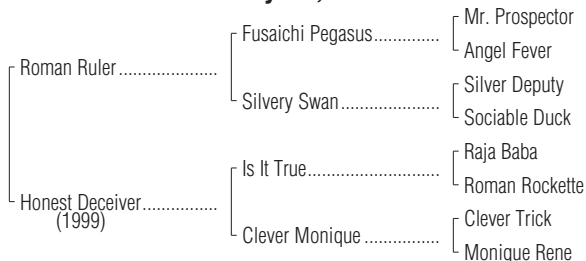 Mr. Prospector
Fusaichi Pegasus..............
Angel Fever
Roman Ruler.....................
Silver Deputy
Silvery Swan.....................
Sociable Duck
Raja Baba
Is It True............................
Roman Rockette
Honest Deceiver................
(1999)
Clever Trick
Clever Monique ................
Monique Rene